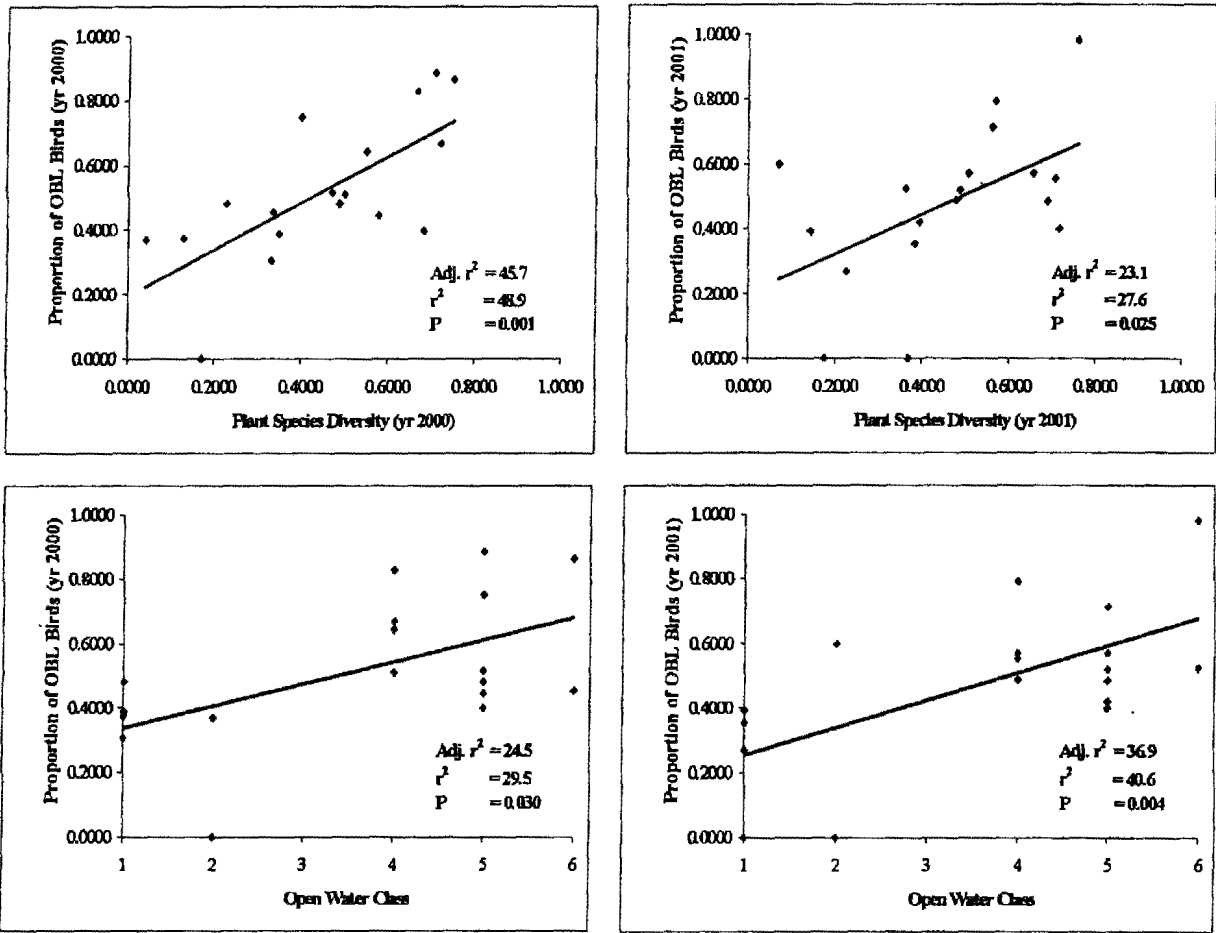 Proportion of OBL Birds (yr 2000)
1.0000
0.8000
0.6000
0.4000
0.2000
0.0000
Adj. r² = 45.7
r² = 48.9
P = 0.001
0.0000 0.2000 0.4000 0.6000 0.8000 1.0000
Plant Species Diversity (yr 2000)
Proportion of OBL Birds (yr 2001)
1.0000
0.8000
0.6000
0.4000
0.2000
0.0000
Adj. r² = 23.1
r² = 27.6
P = 0.025
0.0000 0.2000 0.4000 0.6000 0.8000 1.0000
Plant Species Diversity (yr 2001)
Proportion of OBL Birds (yr 2000)
1.0000
0.8000
0.6000
0.4000
0.2000
0.0000
Adj. r² = 24.5
r² = 29.5
P = 0.030
1 2 3 4 5 6
Open Water Class
Proportion of OBL Birds (yr 2001)
1.0000
0.8000
0.6000
0.4000
0.2000
0.0000
Adj. r² = 36.9
r² = 40.6
P = 0.004
1 2 3 4 5 6
Open Water Class